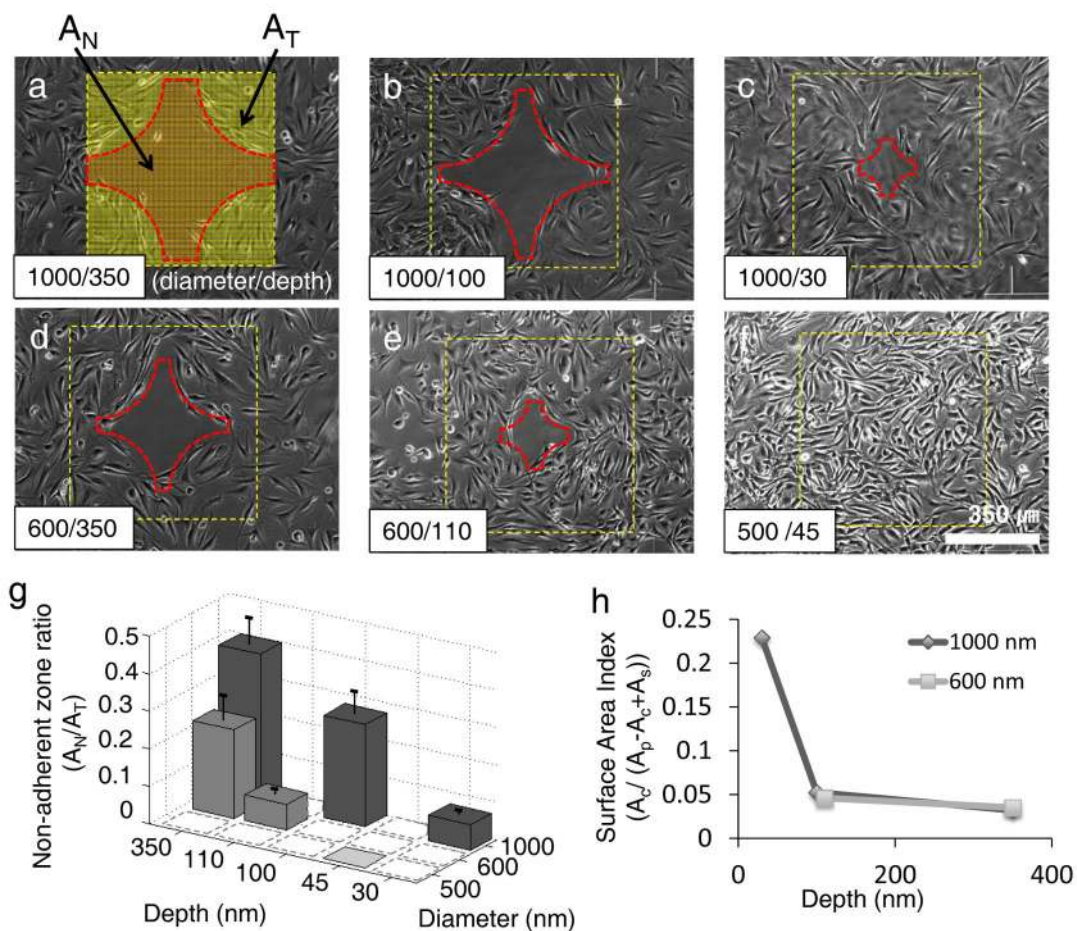 A_N
A_T
a
b
c
1000/350
(diameter/depth)
1000/100
1000/30
d
e
f
600/350
600/110
500 /45
350 μm
g
Non-adherent zone ratio
(A_N/A_T)
0.5
0.4
0.3
0.2
0.1
0
350
110
100
45
30
Depth (nm)
1000
600
500
Diameter (nm)
h
Surface Area Index
(A_c/ (A_p-A_c+A_s))
0.25
0.2
0.15
0.1
0.05
0
0
200
400
Depth (nm)
1000 nm
600 nm